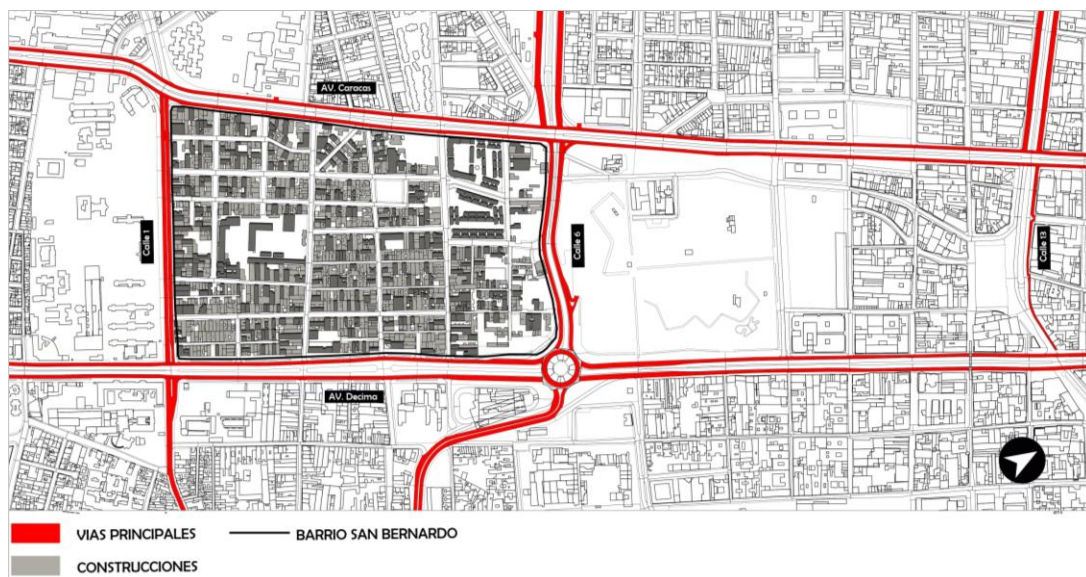 AV. Caracas
Calle 1
Calle 6
Calle 13
AV. Decima
VIAS PRINCIPALES
BARRIO SAN BERNARDO
CONSTRUCCIONES